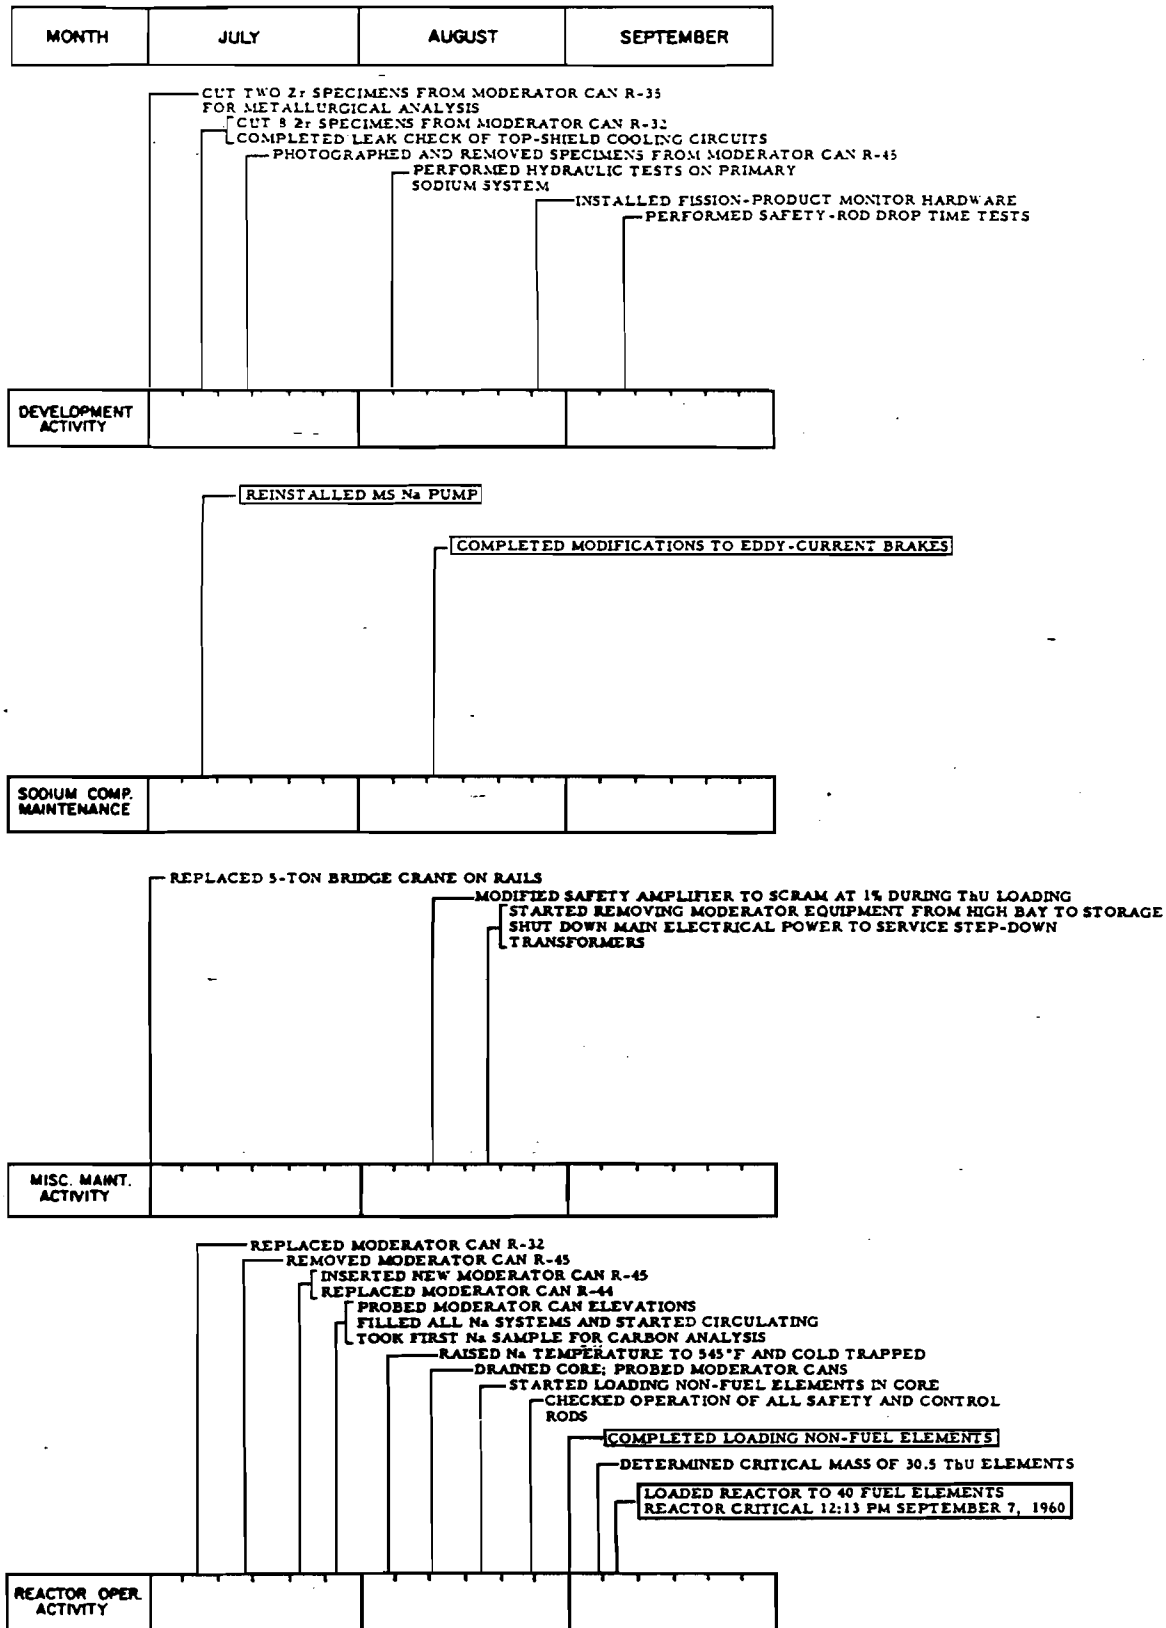 MONTH JULY AUGUST SEPTEMBER
CUT TWO Zr SPECIMENS FROM MODERATOR CAN R-35
FOR METALLURGICAL ANALYSIS
CUT 8 Zr SPECIMENS FROM MODERATOR CAN R-32
COMPLETED LEAK CHECK OF TOP-SHIELD COOLING CIRCUITS
PHOTOGRAPHED AND REMOVED SPECIMENS FROM MODERATOR CAN R-45
PERFORMED HYDRAULIC TESTS ON PRIMARY
SODIUM SYSTEM
INSTALLED FISSION-PRODUCT MONITOR HARDWARE
PERFORMED SAFETY-ROD DROP TIME TESTS
DEVELOPMENT
ACTIVITY
REINSTALLED MS Na PUMP
COMPLETED MODIFICATIONS TO EDDY-CURRENT BRAKES
SODIUM COMP.
MAINTENANCE
REPLACED 5-TON BRIDGE CRANE ON RAILS
MODIFIED SAFETY AMPLIFIER TO SCRAM AT 1% DURING ThU LOADING
STARTED REMOVING MODERATOR EQUIPMENT FROM HIGH BAY TO STORAGE
SHUT DOWN MAIN ELECTRICAL POWER TO SERVICE STEP-DOWN
TRANSFORMERS
MISC. MAINT.
ACTIVITY
REPLACED MODERATOR CAN R-32
REMOVED MODERATOR CAN R-45
INSERTED NEW MODERATOR CAN R-45
REPLACED MODERATOR CAN R-44
PROBED MODERATOR CAN ELEVATIONS
FILLED ALL Na SYSTEMS AND STARTED CIRCULATING
TOOK FIRST Na SAMPLE FOR CARBON ANALYSIS
RAISED Na TEMPERATURE TO 545°F AND COLD TRAPPED
DRAINED CORE; PROBED MODERATOR CANS
STARTED LOADING NON-FUEL ELEMENTS IN CORE
CHECKED OPERATION OF ALL SAFETY AND CONTROL
RODS
COMPLETED LOADING NON-FUEL ELEMENTS
DETERMINED CRITICAL MASS OF 30.5 ThU ELEMENTS
LOADED REACTOR TO 40 FUEL ELEMENTS
REACTOR CRITICAL 12:13 PM SEPTEMBER 7, 1960
REACTOR OPER.
ACTIVITY